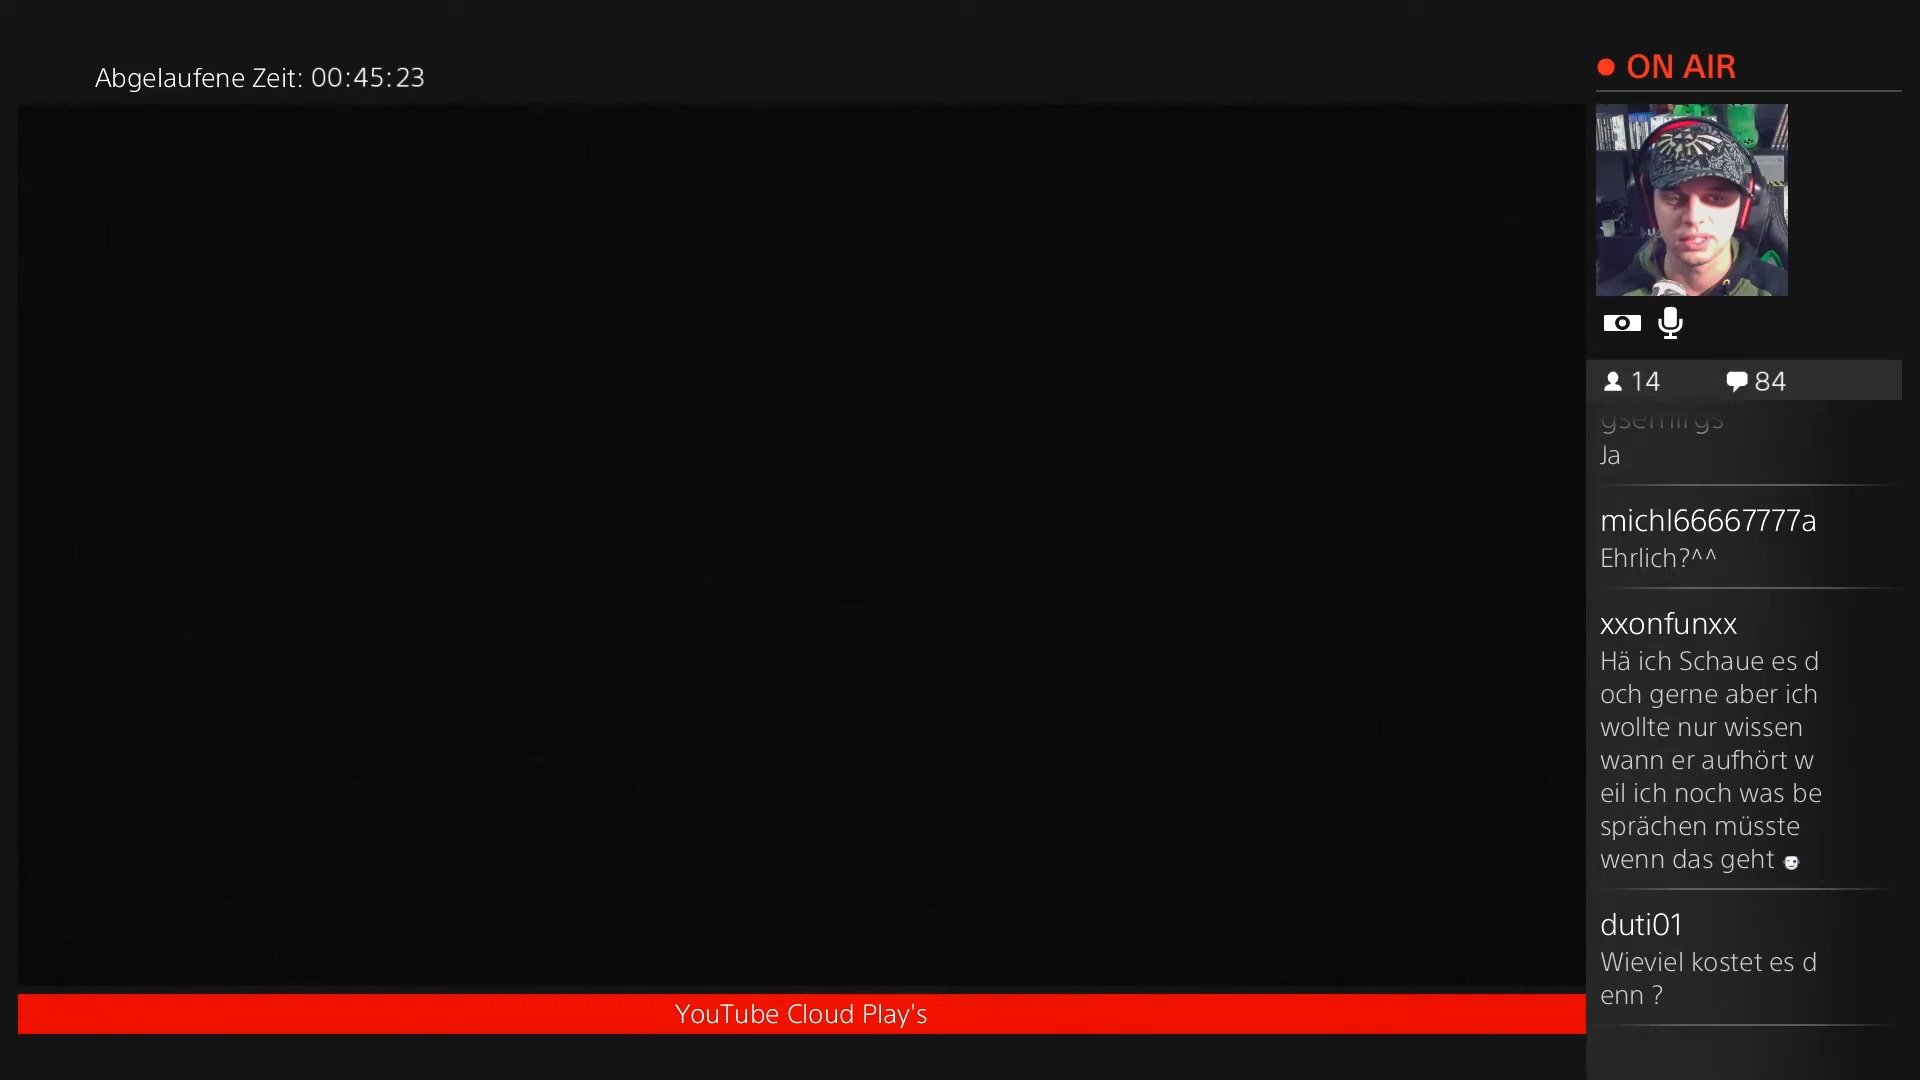 Abgelaufene Zeit: 00:45:23
ON AIR
14
84
Ja
michl66667777a
Ehrlich?^^
xxonfunxx
Hä ich Schaue es d
och gerne aber ich
wollte nur wissen
wann er aufhört w
eil ich noch was be
sprächen müsste
wenn das geht
duti01
Wieviel kostet es d
enn ?
YouTube Cloud Play's